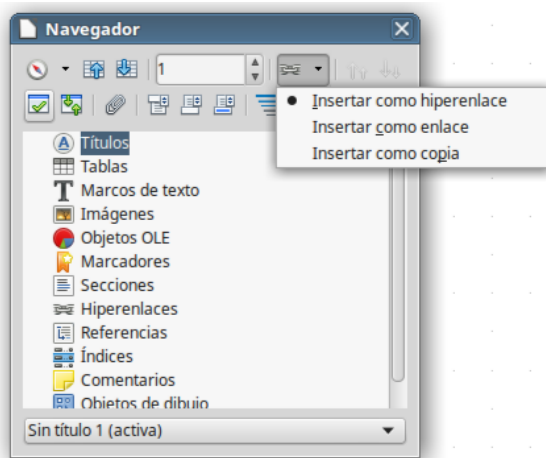 Navegador
1
Insertar como hiperenlace
Insertar como enlace
Insertar como copia
Títulos
Tablas
Marcos de texto
Imágenes
Objetos OLE
Marcadores
Secciones
Hiperenlaces
Referencias
Índices
Comentarios
Objetos de dibujo
Sin título 1 (activa)